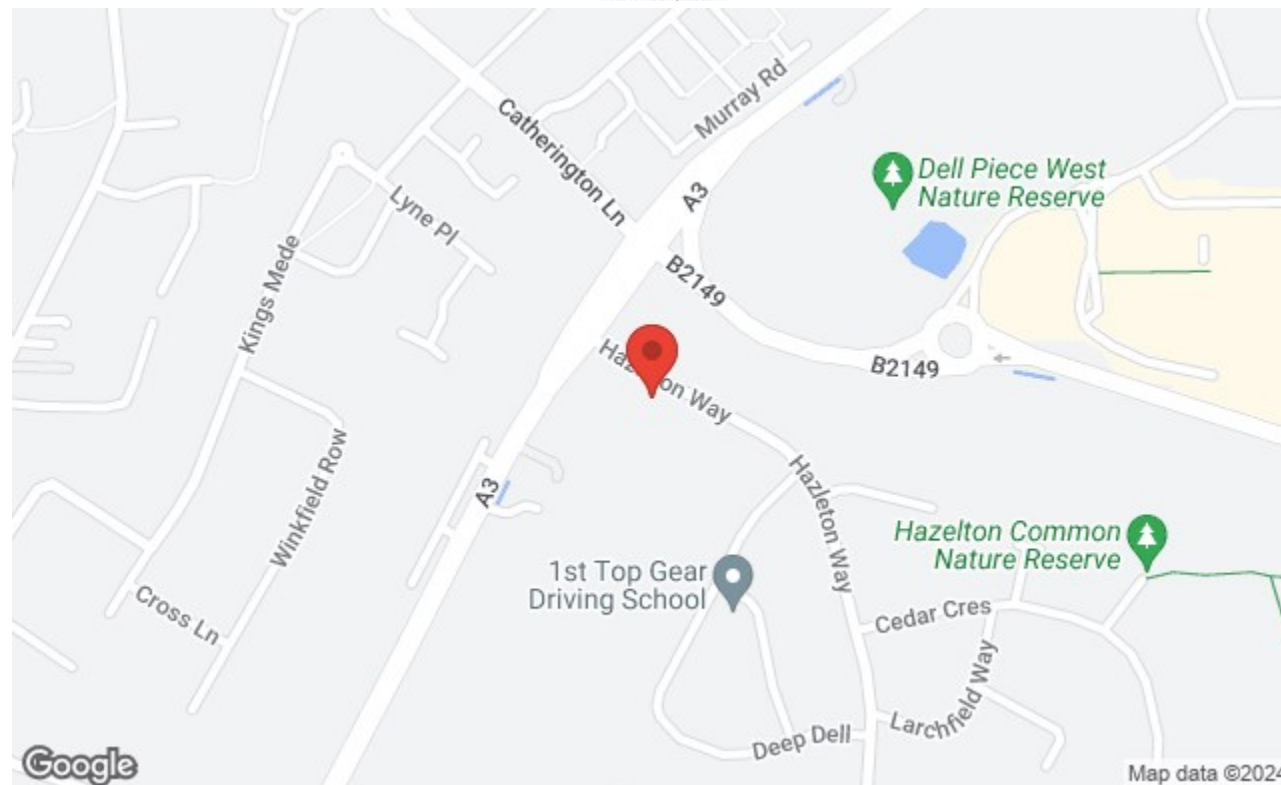 Catherington Ln
Murray Rd
A3
Dell Piece West
Nature Reserve
Lyne Pl
Kings Mede
B2149
B2149
Hazleton Way
Winkfield Row
Hazleton Way
A3
Hazelton Common
Nature Reserve
1st Top Gear
Driving School
Cross Ln
Cedar Cres
Larchfield Way
Deep Dell
Google
Map data ©2024